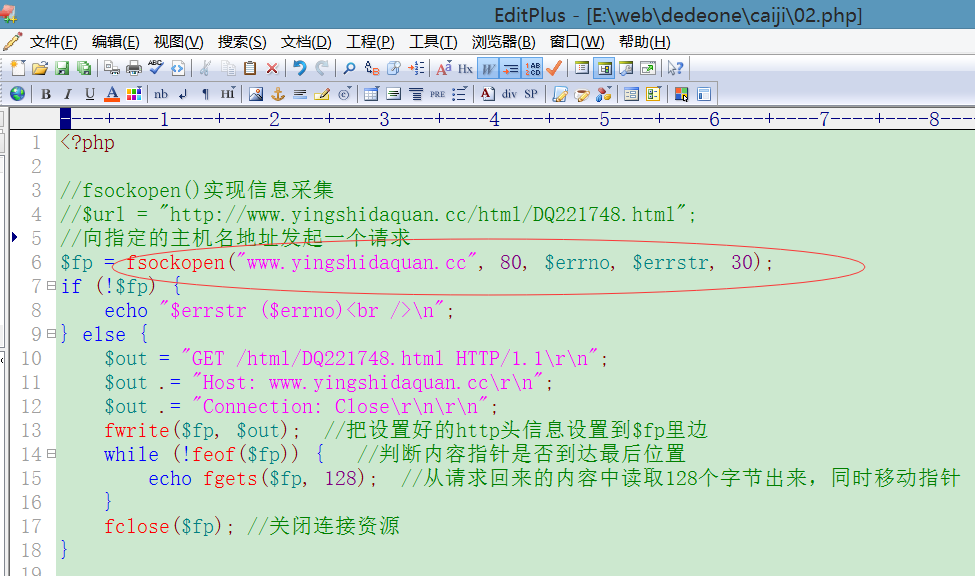 EditPlus - [E:\web\dedeone\caiji\02.php]
文件(F) 编辑(E) 视图(V) 搜索(S) 文档(D) 工程(P) 工具(T) 浏览器(B) 窗口(W) 帮助(H)
ABC Hx W
B I U A nb ¶ Hi PRE A div SP
----+----1----+----2----+----3----+----4----+----5----+----6----+----7----+----8----
1 <?php
2
3 //fsockopen()实现信息采集
4 //$url = "http://www.yingshidaquan.cc/html/DQ221748.html";
5 //向指定的主机名地址发起一个请求
6 $fp = fsockopen("www.yingshidaquan.cc", 80, $errno, $errstr, 30);
7 if (!$fp) {
8     echo "$errstr ($errno)<br />\n";
9 } else {
10     $out = "GET /html/DQ221748.html HTTP/1.1\r\n";
11     $out .= "Host: www.yingshidaquan.cc\r\n";
12     $out .= "Connection: Close\r\n\r\n";
13     fwrite($fp, $out);  //把设置好的http头信息设置到$fp里边
14     while (!feof($fp)) {   //判断内容指针是否到达最后位置
15         echo fgets($fp, 128);  //从请求回来的内容中读取128个字节出来，同时移动指针
16     }
17     fclose($fp); //关闭连接资源
18 }
19